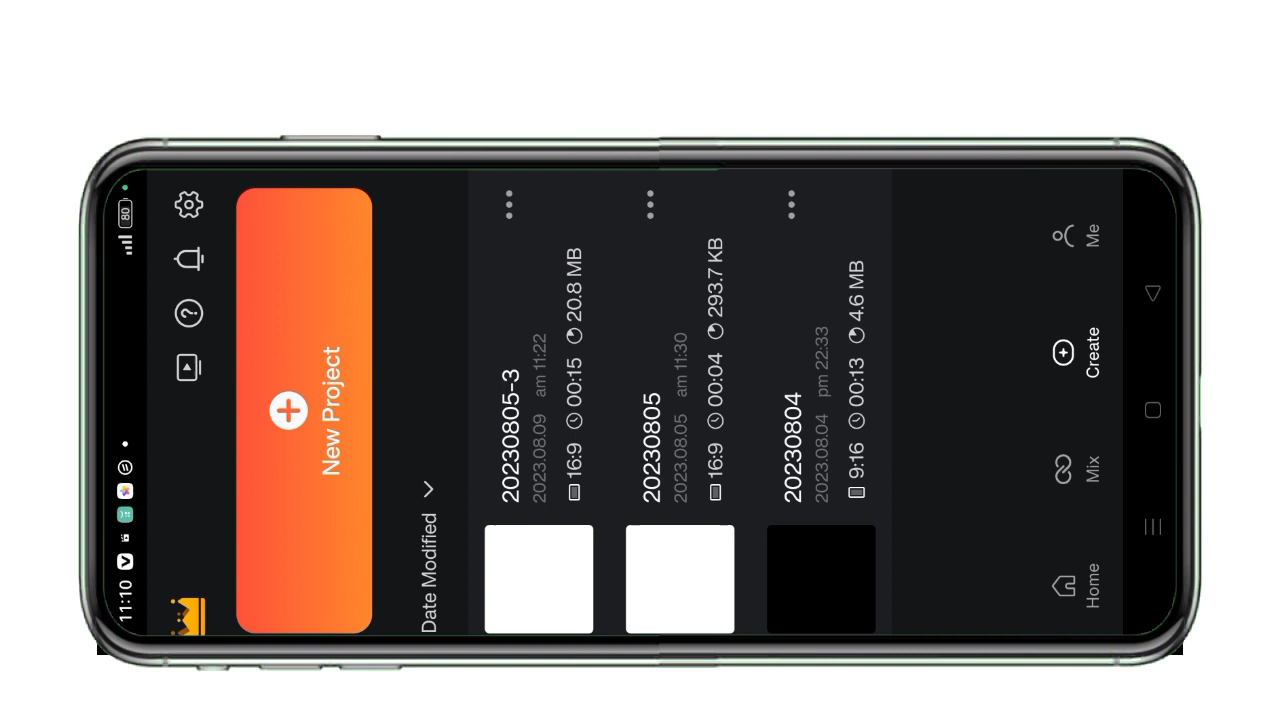 11:10
80
New Project
Date Modified
20230805-3
2023.08.09 am 11:22
16:9 00:15 20.8 MB
20230805
2023.08.05 am 11:30
16:9 00:04 293.7 KB
20230804
2023.08.04 pm 22:33
9:16 00:13 4.6 MB
Home
Mix
Create
Me